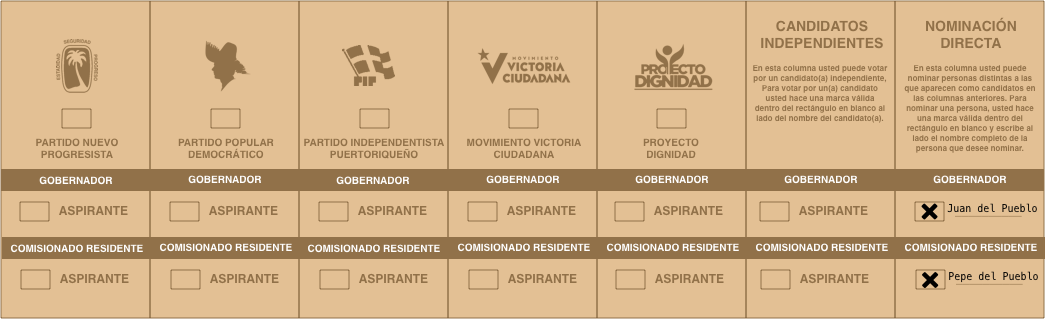 SEGURIDAD
ESTADIDAD
PROGRESO
PARTIDO NUEVO
PROGRESISTA
PARTIDO POPULAR
DEMOCRÁTICO
PIP
PARTIDO INDEPENDENTISTA
PUERTORIQUEÑO
MOVIMIENTO
VICTORIA
CIUDADANA
MOVIMIENTO VICTORIA
CIUDADANA
PROYECTO
DIGNIDAD
PROYECTO
DIGNIDAD
CANDIDATOS
INDEPENDIENTES
En esta columna usted puede votar
por un candidato(a) independiente,
Para votar por un(a) candidato
usted hace una marca válida
dentro del rectángulo en blanco al
lado del nombre del candidato(a).
NOMINACIÓN
DIRECTA
En esta columna usted puede
nominar personas distintas a las
que aparecen como candidatos en
las columnas anteriores. Para
nominar una persona, usted hace
una marca válida dentro del
rectángulo en blanco y escribe al
lado el nombre completo de la
persona que desee nominar.
GOBERNADOR GOBERNADOR GOBERNADOR GOBERNADOR GOBERNADOR GOBERNADOR GOBERNADOR
ASPIRANTE ASPIRANTE ASPIRANTE ASPIRANTE ASPIRANTE ASPIRANTE Juan del Pueblo
COMISIONADO RESIDENTE COMISIONADO RESIDENTE COMISIONADO RESIDENTE COMISIONADO RESIDENTE COMISIONADO RESIDENTE COMISIONADO RESIDENTE COMISIONADO RESIDENTE
ASPIRANTE ASPIRANTE ASPIRANTE ASPIRANTE ASPIRANTE ASPIRANTE Pepe del Pueblo